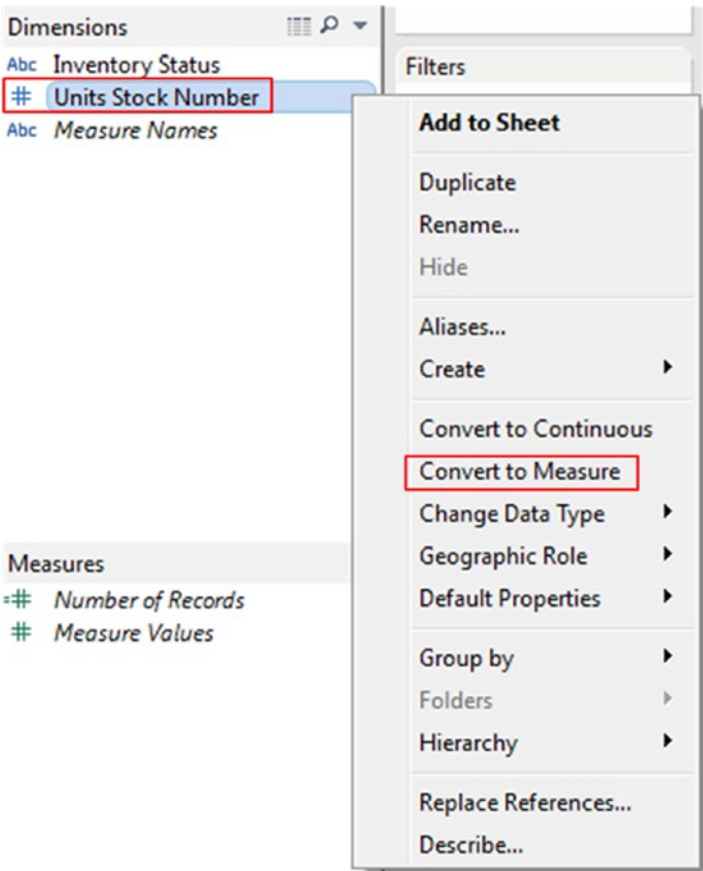 Dimensions
Abc Inventory Status
# Units Stock Number
Abc Measure Names
Measures
=# Number of Records
# Measure Values
Filters
Add to Sheet
Duplicate
Rename...
Hide
Aliases...
Create
Convert to Continuous
Convert to Measure
Change Data Type
Geographic Role
Default Properties
Group by
Folders
Hierarchy
Replace References...
Describe...